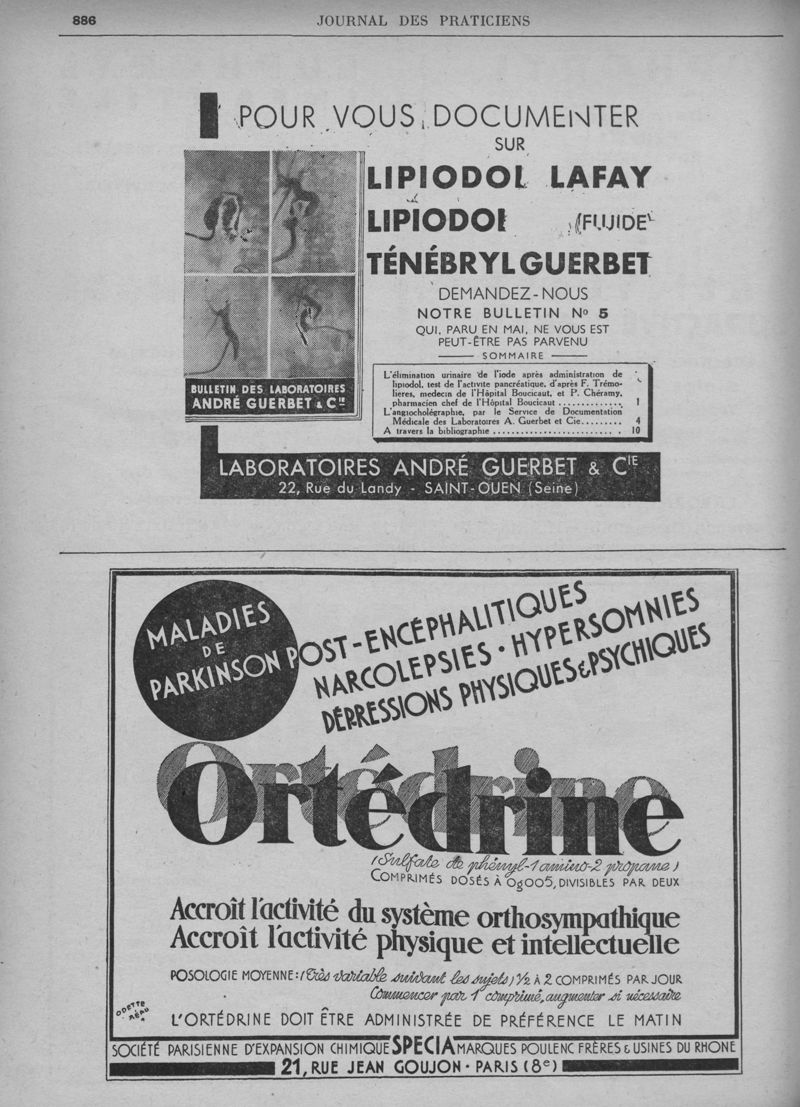 886
JOURNAL DES PRATICIENS
POUR VOUS DOCUMENTER
SUR
LIPIODOL LAFAY
LIPIODOL (FLUIDE
TÉNÉBRYL GUERBET
DEMANDEZ-NOUS
NOTRE BULLETIN No 5
QUI, PARU EN MAI, NE VOUS EST
PEUT-ÊTRE PAS PARVENU
SOMMAIRE
L'élimination urinaire de l'iode après administration de
lipiodol, test de l'activite pancréatique, d'après F. Trémo-
lieres, medecin de l'Hôpital Boucicaut, et P. Chéramy,
pharmacien chef de l'Hôpital Boucicaut .............. 1
L'angiocholégraphie, par le Service de Documentation
Médicale des Laboratoires A. Guerbet et Cie......... 4
A travers la bibliographie .......................... 10
BULLETIN DES LABORATOIRES
ANDRÉ GUERBET & CIE
LABORATOIRES ANDRÉ GUERBET & CIE
22, Rue du Landy - SAINT-OUEN (Seine)
MALADIES
DE
PARKINSON POST-ENCÉPHALITIQUES
NARCOLEPSIES • HYPERSOMNIES
DÉPRESSIONS PHYSIQUES & PSYCHIQUES
Ortédrine
(Sulfate de phényl-1 amino-2 propane)
COMPRIMÉS DOSÉS À 0g005, DIVISIBLES PAR DEUX
Accroît l'activité du système orthosympathique
Accroît l'activité physique et intellectuelle
POSOLOGIE MOYENNE: (très variable suivant les sujets) 1/2 À 2 COMPRIMÉS PAR JOUR
Commencer par 1 comprimé, augmenter si nécessaire
ODETTE
RÉAU
L'ORTÉDRINE DOIT ÊTRE ADMINISTRÉE DE PRÉFÉRENCE LE MATIN
SOCIÉTÉ PARISIENNE D'EXPANSION CHIMIQUE SPECIA MARQUES POULENC FRÈRES & USINES DU RHONE
21, RUE JEAN GOUJON • PARIS (8e)